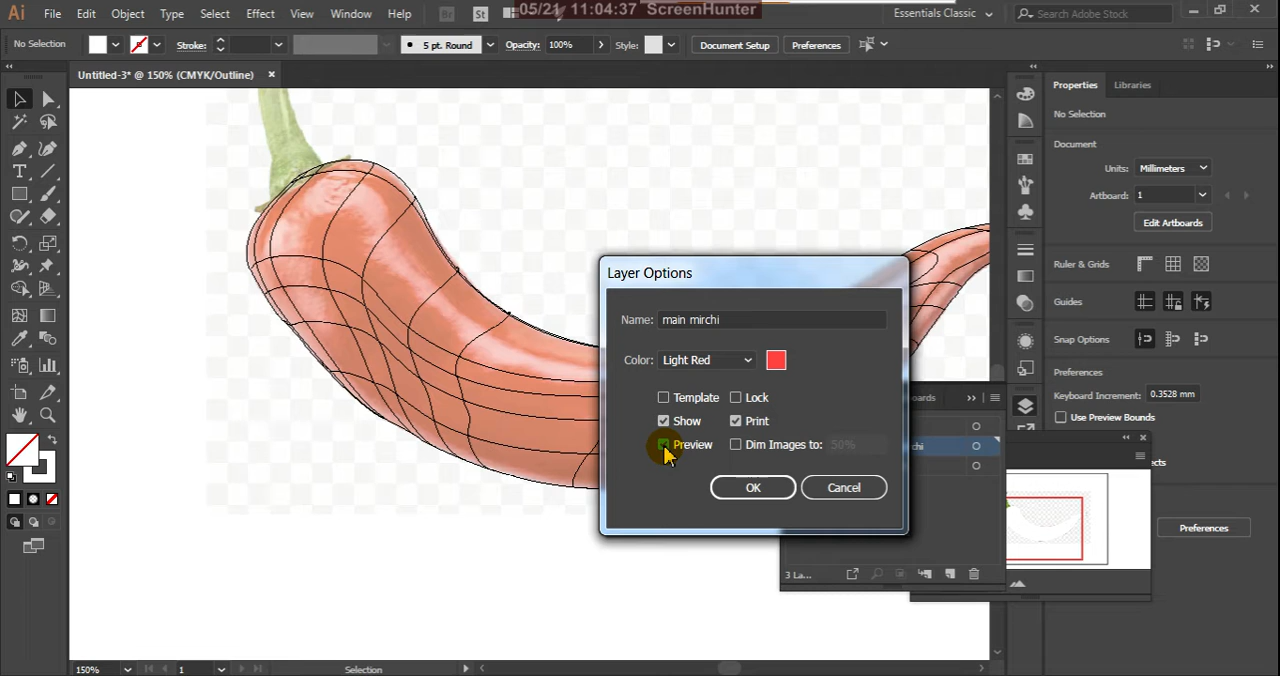 05/21 11:04:37 ScreenHunter
Ai File Edit Object Type Select Effect View Window Help Br St Essentials Classic Search Adobe Stock
No Selection Stroke: 5 pt. Round Opacity: 100% Style: Document Setup Preferences
Untitled-3* @ 150% (CMYK/Outline)
Properties Libraries
No Selection
Document
Units: Millimeters
Artboard: 1
Edit Artboards
Ruler & Grids
Guides
Snap Options
Preferences
Keyboard Increment: 0.3528 mm
Use Preview Bounds
Preferences
Layer Options
Name: main mirchi
Color: Light Red
Template Lock
Show Print
Preview Dim Images to: 50%
OK Cancel
3 La...
150% 1 Selection